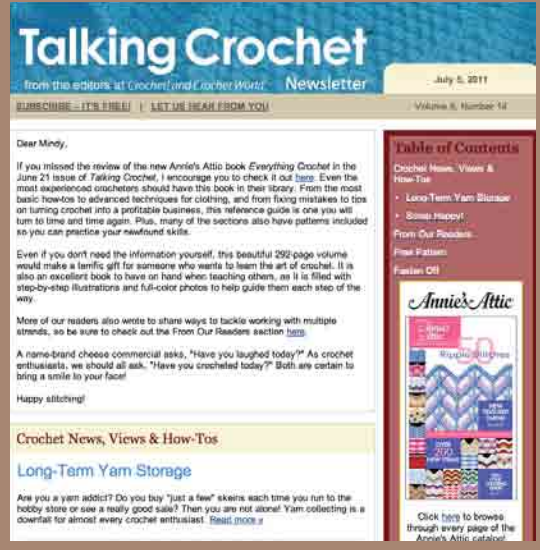 Talking Crochet
from the editors at Crochet! and Crochet World Newsletter
July 5, 2011
SUBSCRIBE – IT'S FREE! | LET US HEAR FROM YOU
Volume 8, Number 14
Dear Mindy,
If you missed the review of the new Annie's Attic book Everything Crochet in the
June 21 issue of Talking Crochet, I encourage you to check it out here. Even the
most experienced crocheters should have this book in their library. From the most
basic how-tos to advanced techniques for clothing, and from fixing mistakes to tips
on turning crochet into a profitable business, this reference guide is one you will
turn to time and time again. Plus, many of the sections also have patterns included
so you can practice your newfound skills.
Even if you don't need the information yourself, this beautiful 292-page volume
would make a terrific gift for someone who wants to learn the art of crochet. It is
also an excellent book to have on hand when teaching others, as it is filled with
step-by-step illustrations and full-color photos to help guide them each step of the
way.
More of our readers also wrote to share ways to tackle working with multiple
strands, so be sure to check out the From Our Readers section here.
A name-brand cheese commercial asks, "Have you laughed today?" As crochet
enthusiasts, we should all ask, "Have you crocheted today?" Both are certain to
bring a smile to your face!
Happy stitching!
Crochet News, Views & How-Tos
Long-Term Yarn Storage
Are you a yarn addict? Do you buy "just a few" skeins each time you run to the
hobby store or see a really good sale? Then you are not alone! Yarn collecting is a
downfall for almost every crochet enthusiast. Read more »
Table of Contents
Crochet News, Views &
How-Tos
• Long-Term Yarn Storage
• Scrap Happy!
From Our Readers
Free Pattern
Fasten Off
Annie's Attic
50
Ripple Stitches
OVER
200
Click here to browse
through every page of the
Annie's Attic catalog!